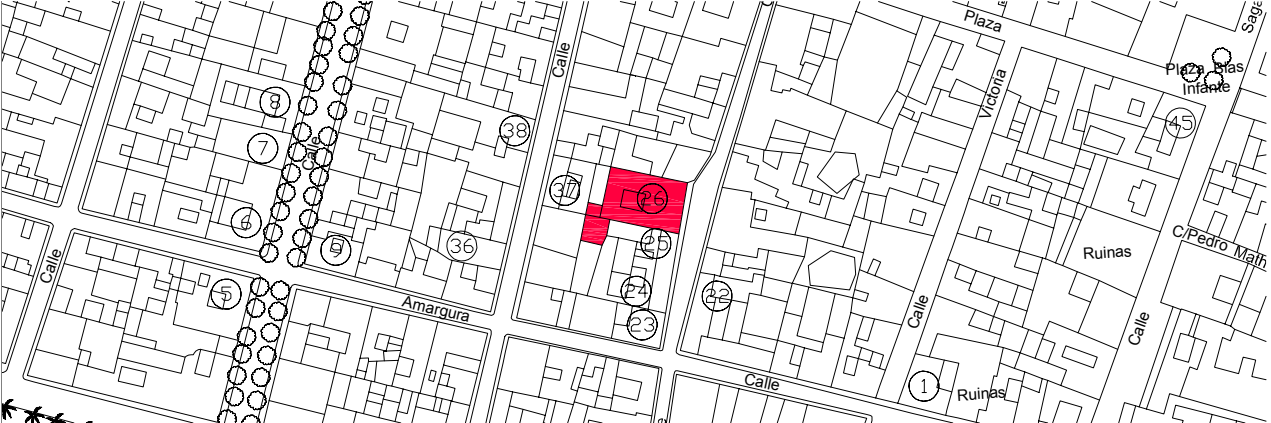 Plaza
Saga
Calle
Plaza Blas
Infante
Victoria
8
38
45
7
Calle
37
26
6
9
36
25
C/Pedro Math
Ruinas
Calle
5
24
22
Amargura
23
Calle
Calle
Calle
1
Ruinas